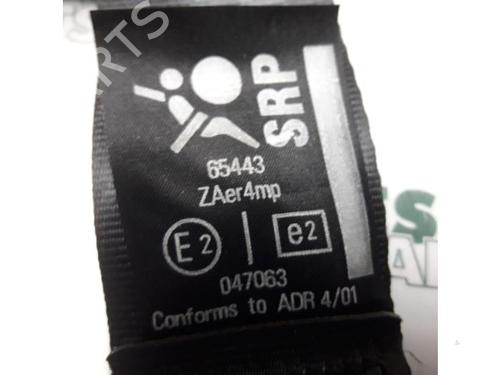 SRP
65443
ZAer4mp
E2
e2
047063
Conforms to ADR 4/01